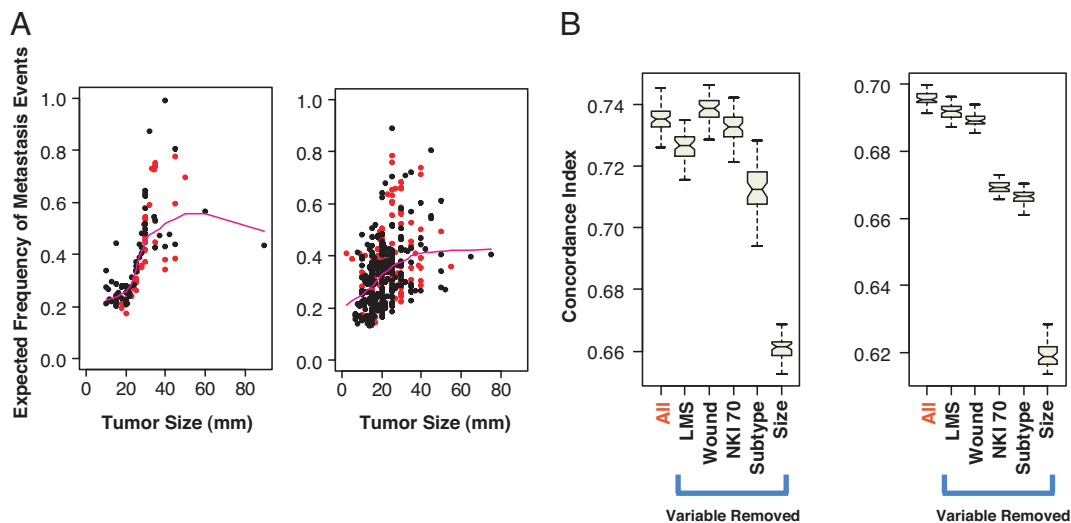 A
B
Expected Frequency of Metastasis Events
1.0
0.8
0.6
0.4
0.2
0.0
0 20 40 60 80
Tumor Size (mm)
1.0
0.8
0.6
0.4
0.2
0.0
0 20 40 60 80
Tumor Size (mm)
Concordance Index
0.74
0.72
0.70
0.68
0.66
All
LMS
Wound
NKI 70
Subtype
Size
Variable Removed
0.70
0.68
0.66
0.64
0.62
All
LMS
Wound
NKI 70
Subtype
Size
Variable Removed